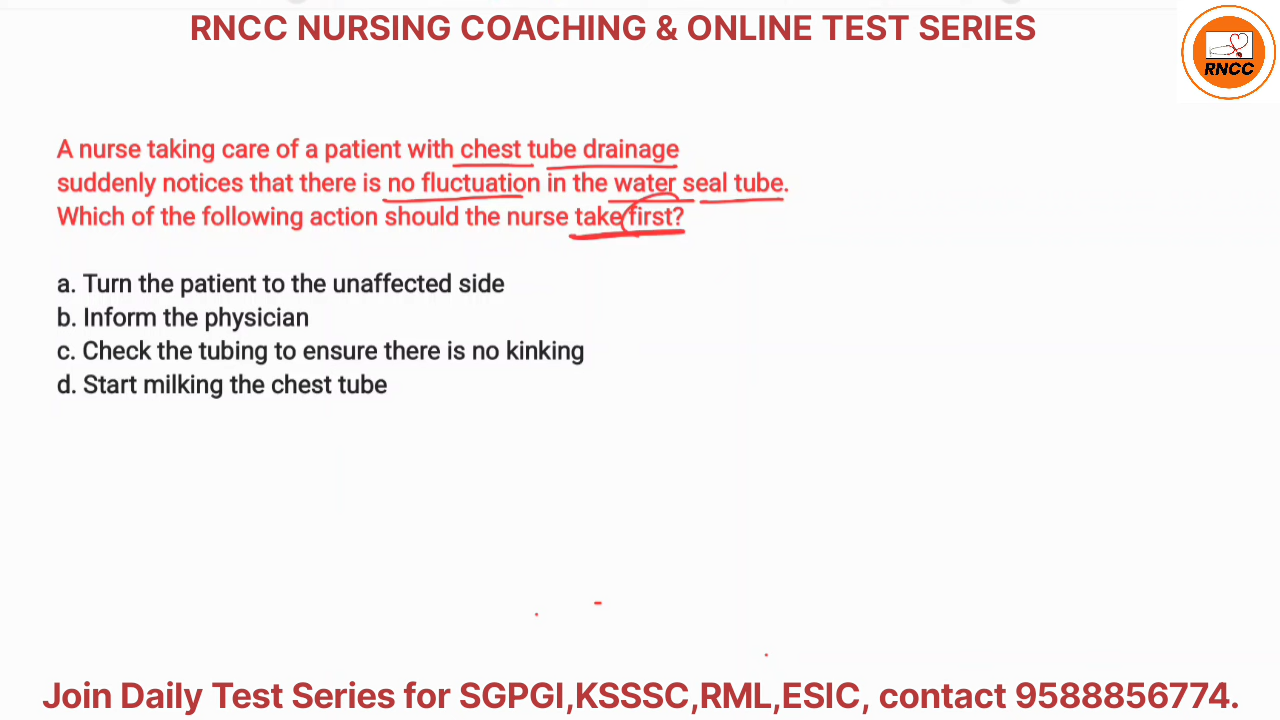 RNCC NURSING COACHING & ONLINE TEST SERIES
RNCC
A nurse taking care of a patient with chest tube drainage
suddenly notices that there is no fluctuation in the water seal tube.
Which of the following action should the nurse take first?
a. Turn the patient to the unaffected side
b. Inform the physician
c. Check the tubing to ensure there is no kinking
d. Start milking the chest tube
Join Daily Test Series for SGPGI,KSSSC,RML,ESIC, contact 9588856774.